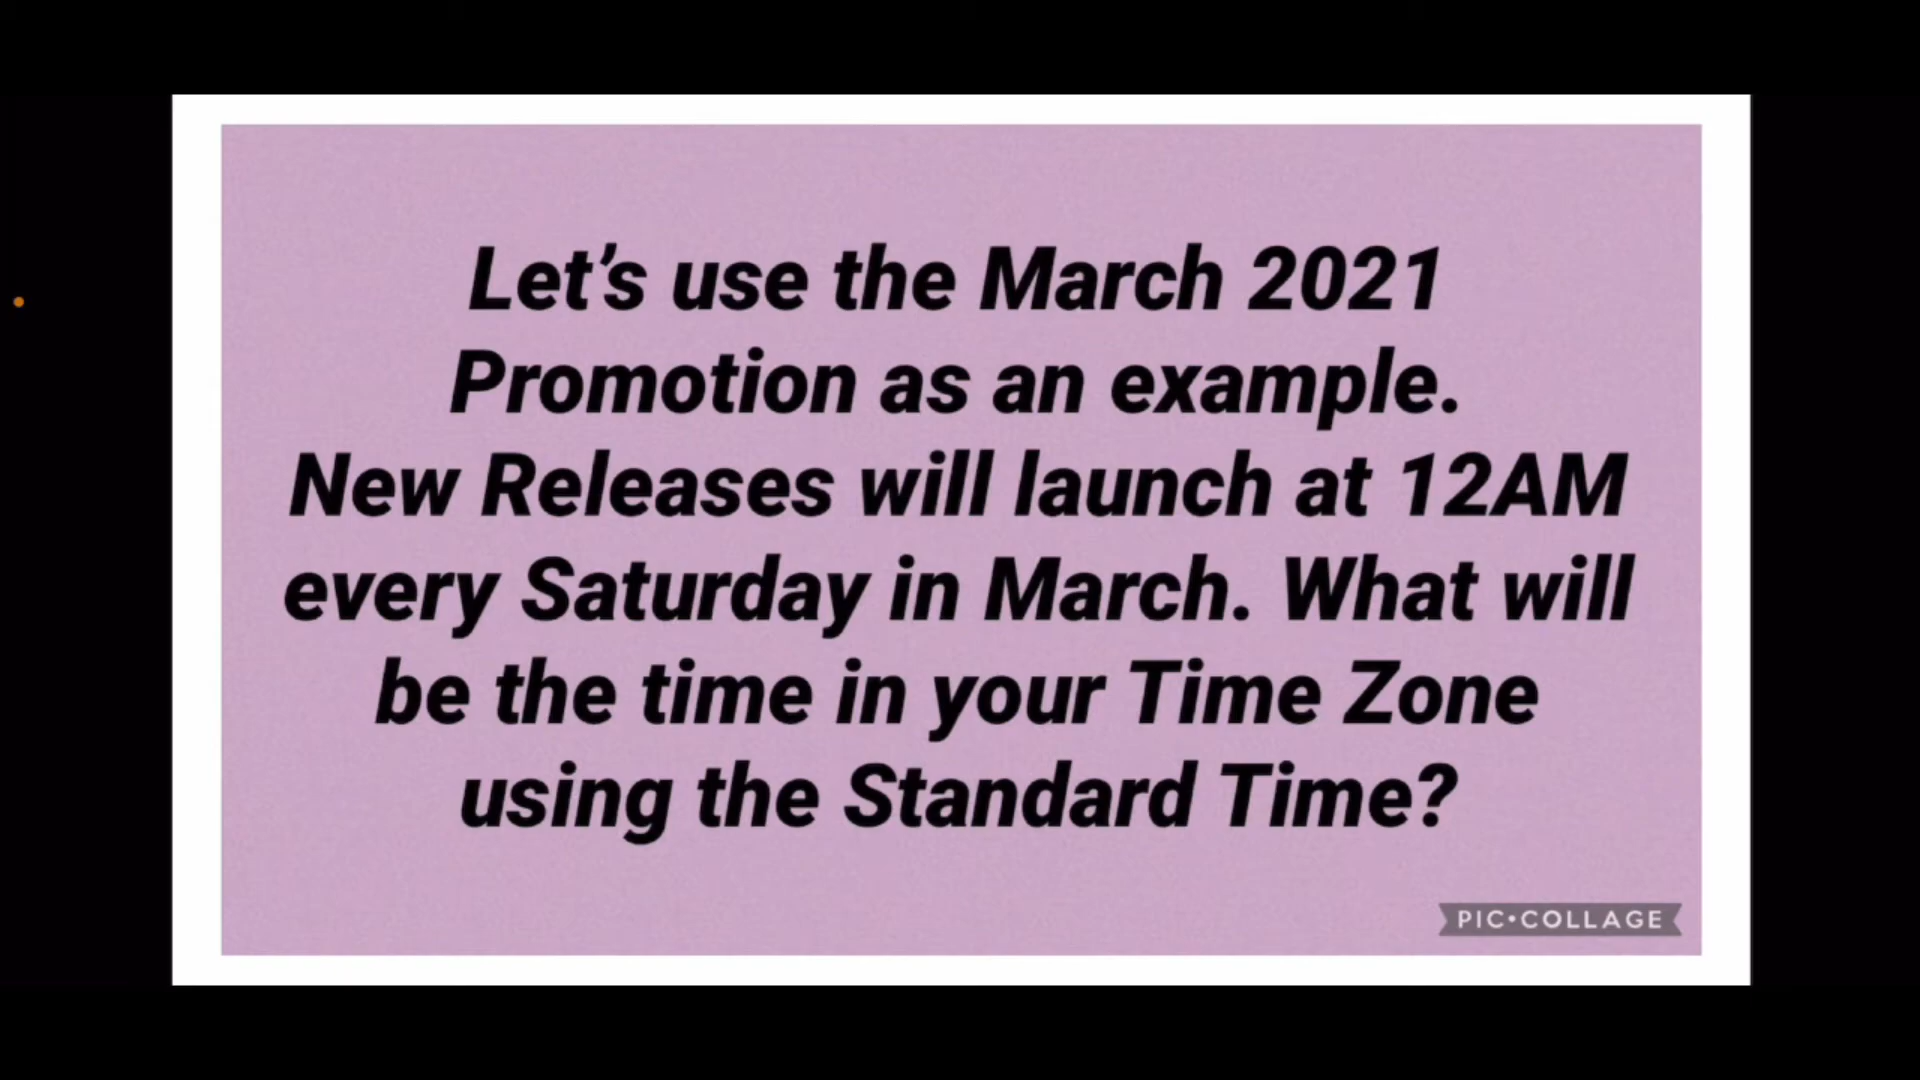 Let’s use the March 2021
Promotion as an example.
New Releases will launch at 12AM
every Saturday in March. What will
be the time in your Time Zone
using the Standard Time?
PIC•COLLAGE